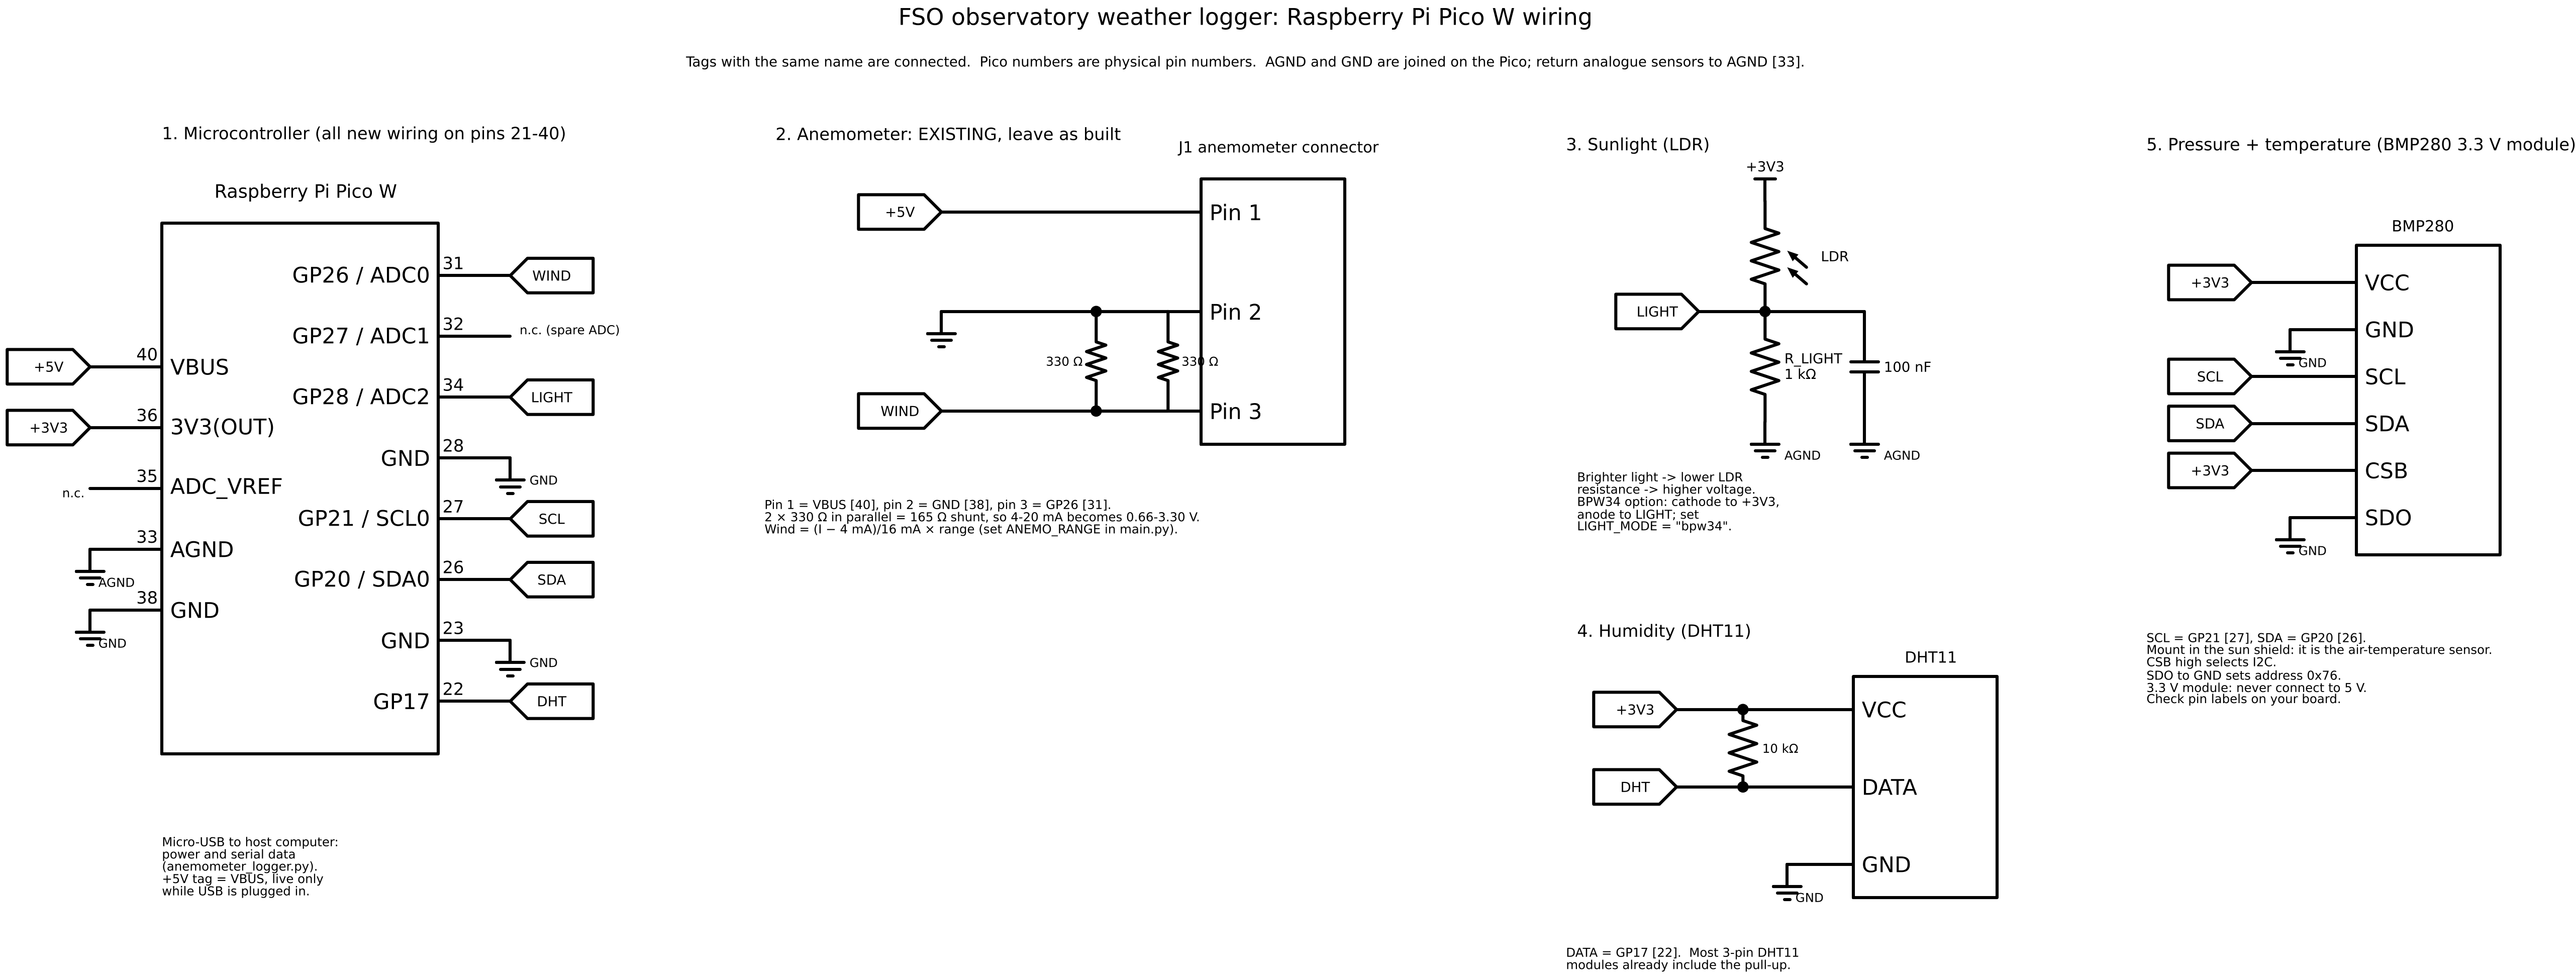 FSO observatory weather logger: Raspberry Pi Pico W wiring
Tags with the same name are connected.  Pico numbers are physical pin numbers.  AGND and GND are joined on the Pico; return analogue sensors to AGND [33].
1. Microcontroller (all new wiring on pins 21-40)
Raspberry Pi Pico W
GP26 / ADC0
31
WIND
GP27 / ADC1
32
n.c. (spare ADC)
+5V
40
VBUS
GP28 / ADC2
34
LIGHT
+3V3
36
3V3(OUT)
GND
28
GND
n.c.
35
ADC_VREF
GP21 / SCL0
27
SCL
33
AGND
AGND
GP20 / SDA0
26
SDA
38
GND
GND
GND
23
GND
GP17
22
DHT
Micro-USB to host computer:
power and serial data
(anemometer_logger.py).
+5V tag = VBUS, live only
while USB is plugged in.
2. Anemometer: EXISTING, leave as built
J1 anemometer connector
+5V
Pin 1
Pin 2
330 Ω
330 Ω
WIND
Pin 3
Pin 1 = VBUS [40], pin 2 = GND [38], pin 3 = GP26 [31].
2 × 330 Ω in parallel = 165 Ω shunt, so 4-20 mA becomes 0.66-3.30 V.
Wind = (I − 4 mA)/16 mA × range (set ANEMO_RANGE in main.py).
3. Sunlight (LDR)
+3V3
LDR
LIGHT
R_LIGHT
1 kΩ
100 nF
AGND
AGND
Brighter light -> lower LDR
resistance -> higher voltage.
BPW34 option: cathode to +3V3,
anode to LIGHT; set
LIGHT_MODE = "bpw34".
4. Humidity (DHT11)
DHT11
+3V3
VCC
10 kΩ
DHT
DATA
GND
GND
DATA = GP17 [22].  Most 3-pin DHT11
modules already include the pull-up.
5. Pressure + temperature (BMP280 3.3 V module)
BMP280
+3V3
VCC
GND
GND
SCL
SCL
SDA
SDA
+3V3
CSB
SDO
GND
SCL = GP21 [27], SDA = GP20 [26].
Mount in the sun shield: it is the air-temperature sensor.
CSB high selects I2C.
SDO to GND sets address 0x76.
3.3 V module: never connect to 5 V.
Check pin labels on your board.